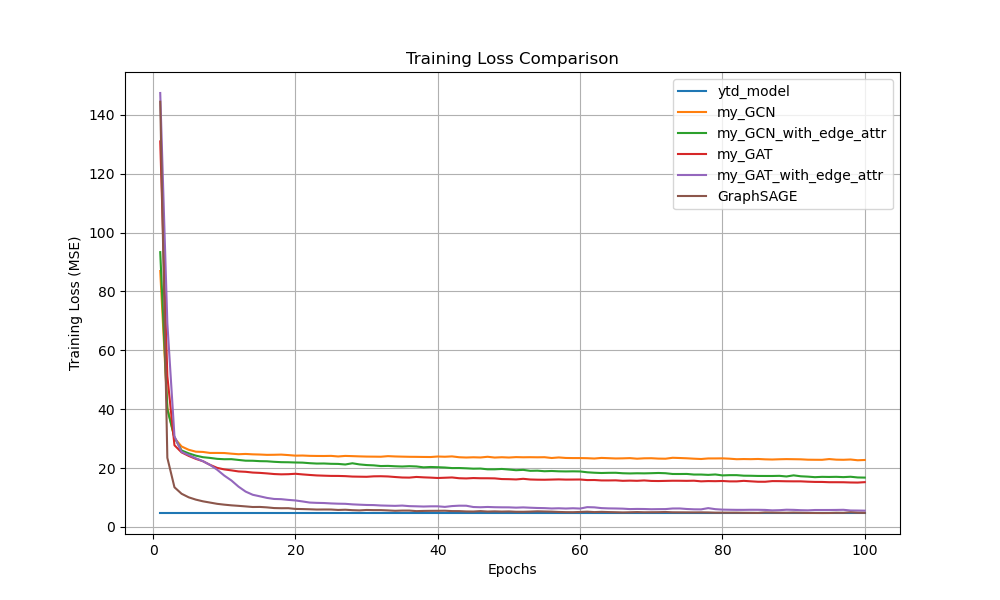 Training Loss Comparison
Training Loss (MSE)
140
120
100
80
60
40
20
0
ytd_model
my_GCN
my_GCN_with_edge_attr
my_GAT
my_GAT_with_edge_attr
GraphSAGE
0 20 40 60 80 100
Epochs